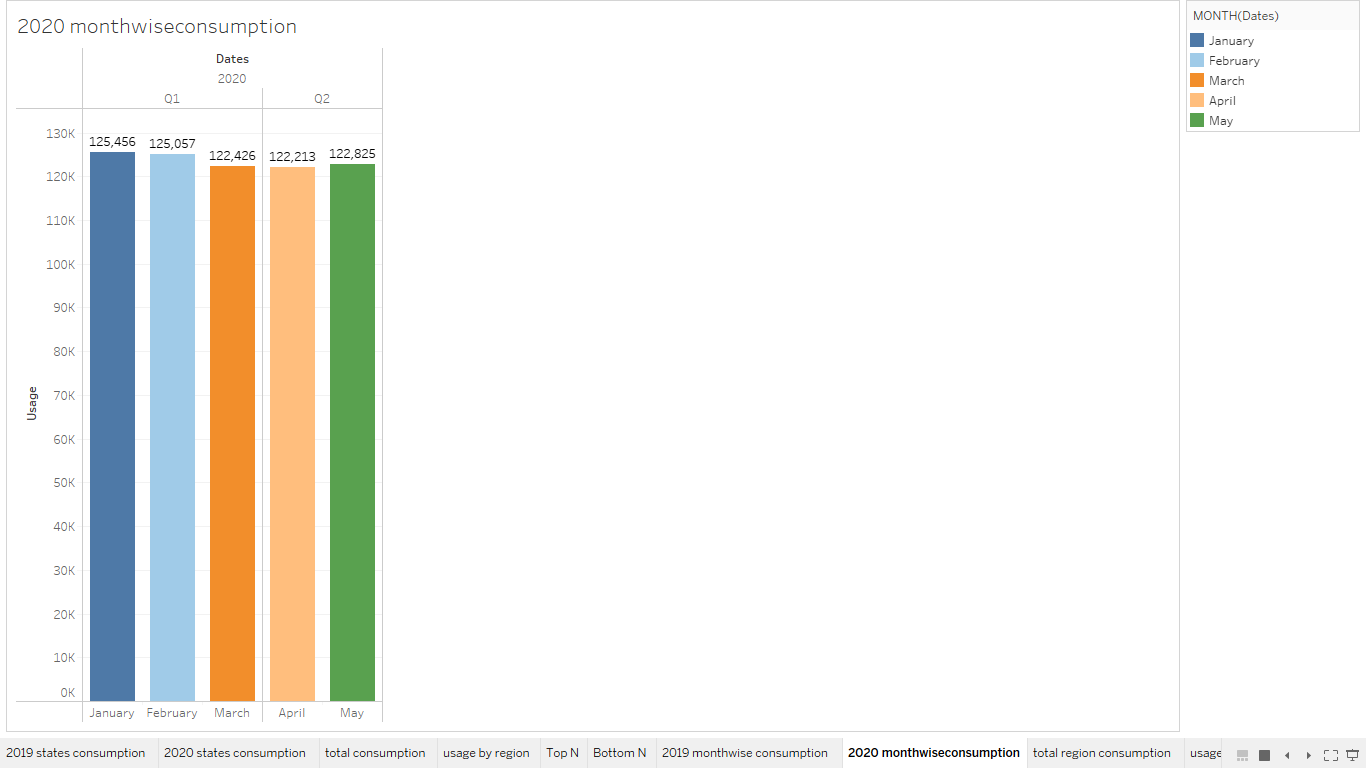 2020 monthwiseconsumption
Dates
2020
Q1 Q2
130K
120K
110K
100K
90K
80K
70K
60K
50K
40K
30K
20K
10K
0K
Usage
125,456 125,057 122,426 122,213 122,825
January February March April May
MONTH(Dates)
January
February
March
April
May
2019 states consumption 2020 states consumption total consumption usage by region Top N Bottom N 2019 monthwise consumption 2020 monthwiseconsumption total region consumption usage